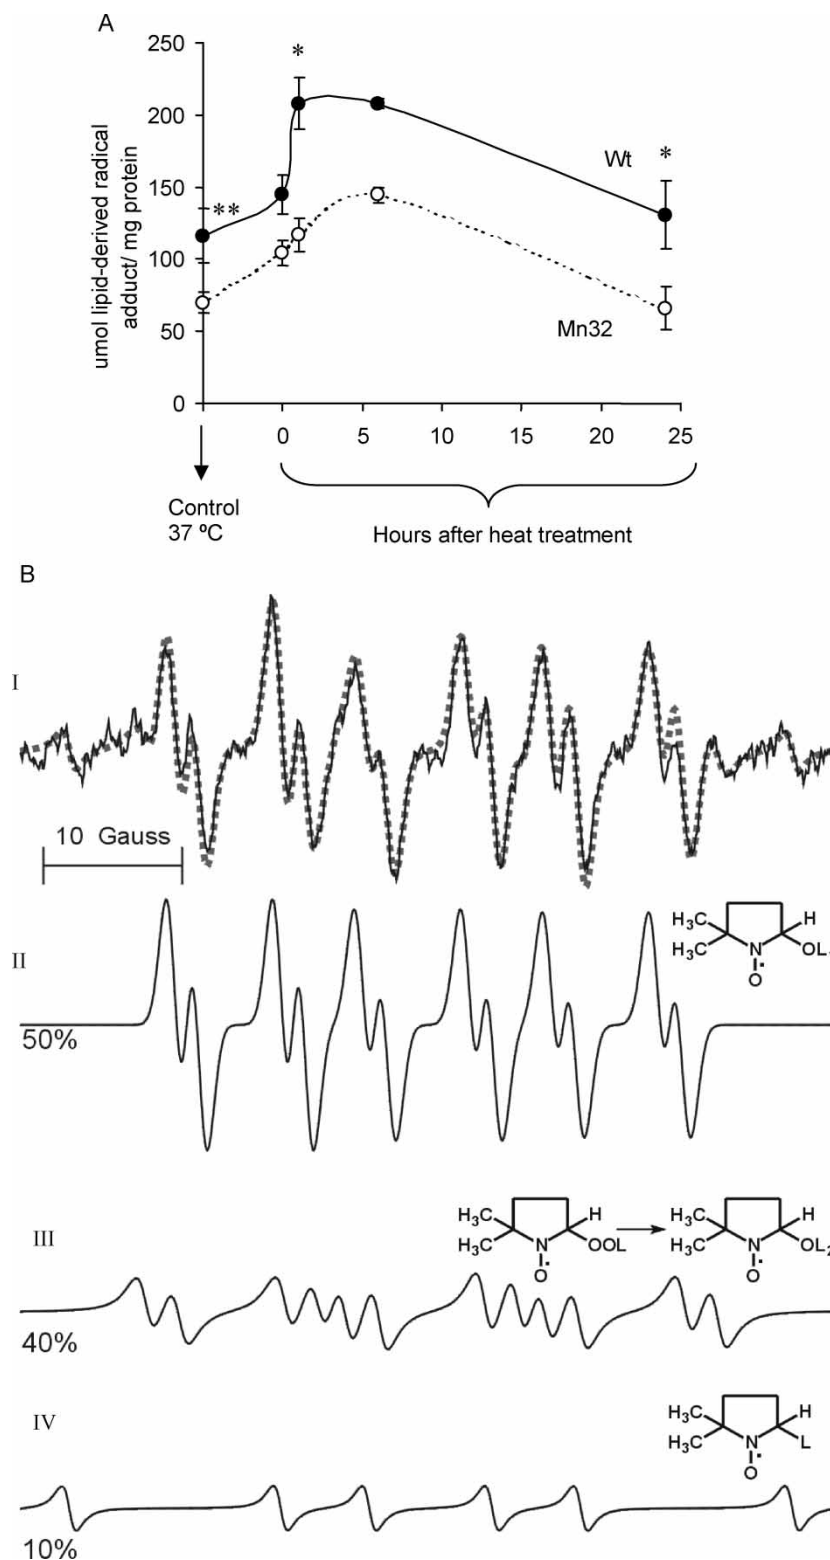 A
umol lipid-derived radical
adduct/ mg protein
250
200
150
100
50
0
*
**
*
Wt
Mn32
0 5 10 15 20 25
Control
37 ºC
Hours after heat treatment
B
I
10 Gauss
II
50%
H₃C
H₃C
H
N
O
OL
III
40%
H₃C
H₃C
H
N
O
OOL
H₃C
H₃C
H
N
O
OL₂
IV
10%
H₃C
H₃C
H
N
O
L